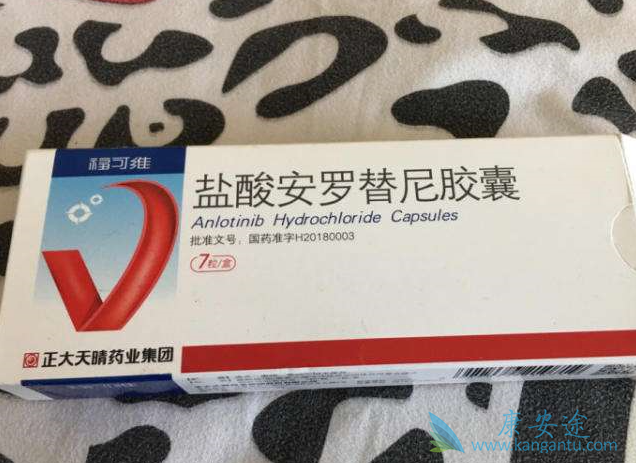 福可维
盐酸安罗替尼胶囊
Anlotinib Hydrochloride Capsules
批准文号：国药准字H20180003
7粒/盒
正大天晴药业集团
康安途
www.kangantu.com